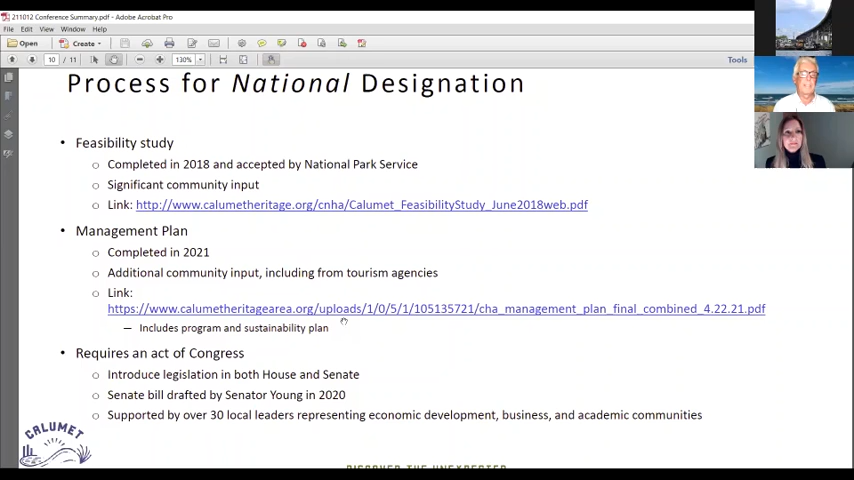 211012 Conference Summary.pdf - Adobe Acrobat Pro
File Edit View Window Help
Open Create
10 / 11 130% Tools
Process for National Designation
• Feasibility study
○ Completed in 2018 and accepted by National Park Service
○ Significant community input
○ Link: http://www.calumetheritage.org/cnha/Calumet_FeasibilityStudy_June2018web.pdf
• Management Plan
○ Completed in 2021
○ Additional community input, including from tourism agencies
○ Link:
https://www.calumetheritagearea.org/uploads/1/0/5/1/105135721/cha_management_plan_final_combined_4.22.21.pdf
– Includes program and sustainability plan
• Requires an act of Congress
○ Introduce legislation in both House and Senate
○ Senate bill drafted by Senator Young in 2020
○ Supported by over 30 local leaders representing economic development, business, and academic communities
CALUMET
DISCOVER THE UNEXPECTED